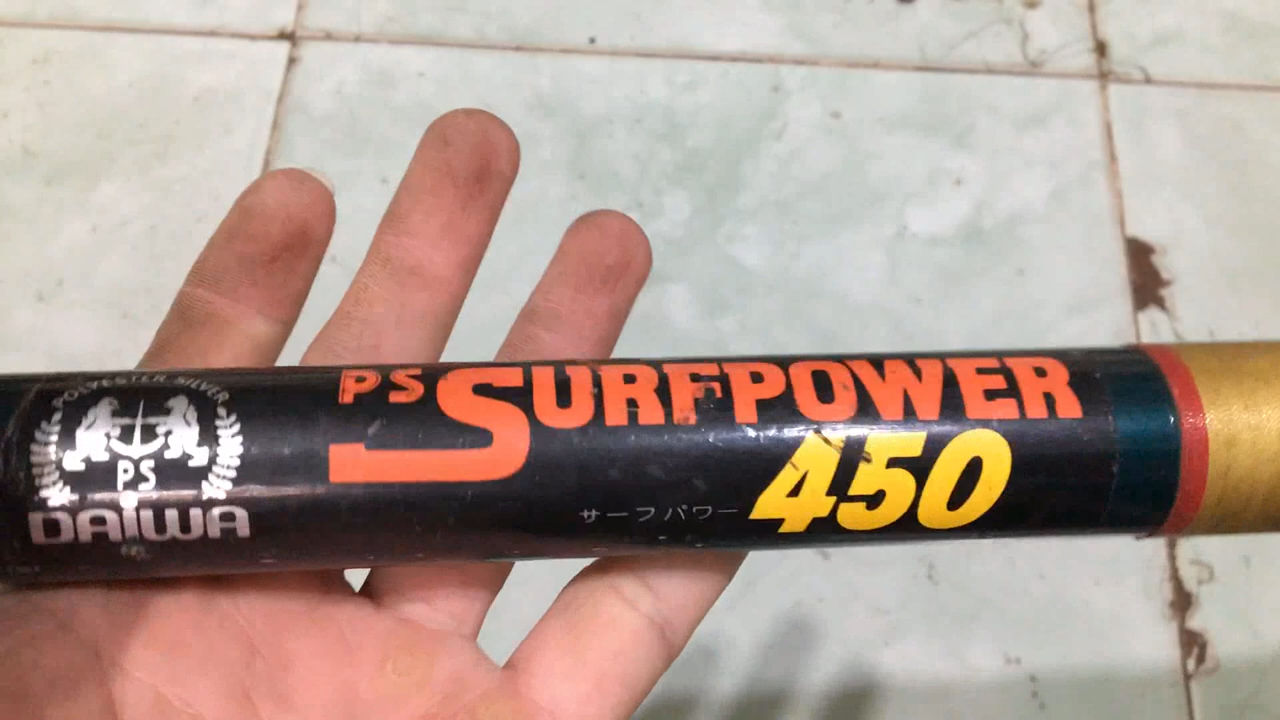 POLYESTER SILVER
PS
DAIWA
PS SURFPOWER
450
サーフパワー